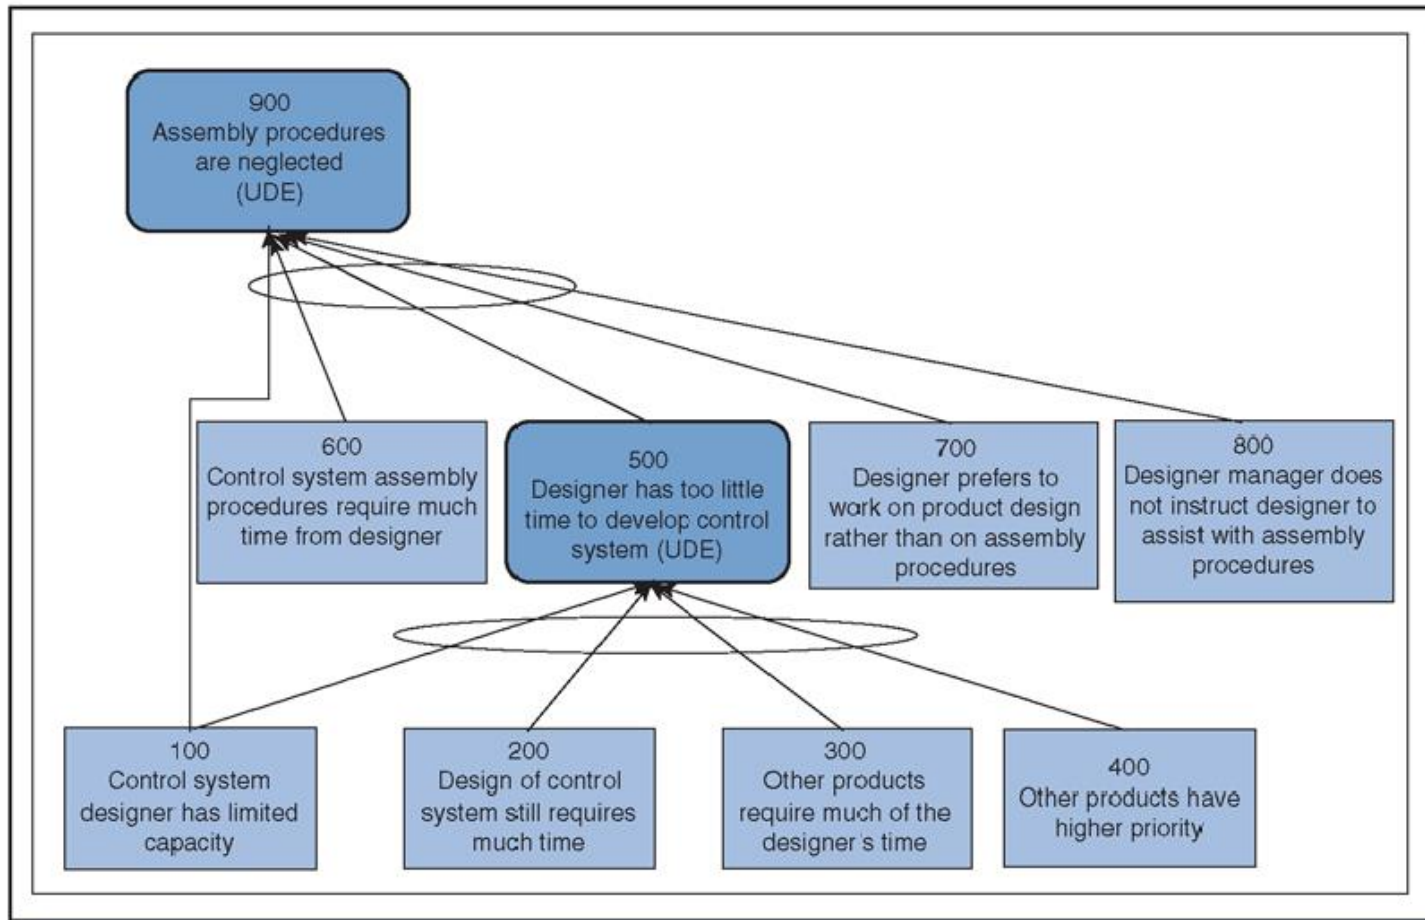 900
Assembly procedures
are neglected
(UDE)
600
Control system assembly
procedures require much
time from designer
500
Designer has too little
time to develop control
system (UDE)
700
Designer prefers to
work on product design
rather than on assembly
procedures
800
Designer manager does
not instruct designer to
assist with assembly
procedures
100
Control system
designer has limited
capacity
200
Design of control
system still requires
much time
300
Other products
require much of the
designer's time
400
Other products have
higher priority